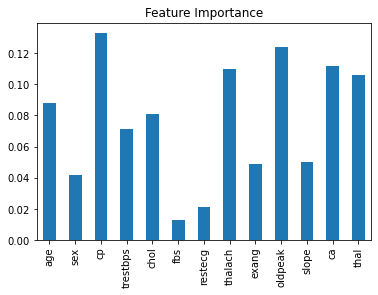 Feature Importance
0.12
0.10
0.08
0.06
0.04
0.02
0.00
age
sex
cp
trestbps
chol
fbs
restecg
thalach
exang
oldpeak
slope
ca
thal